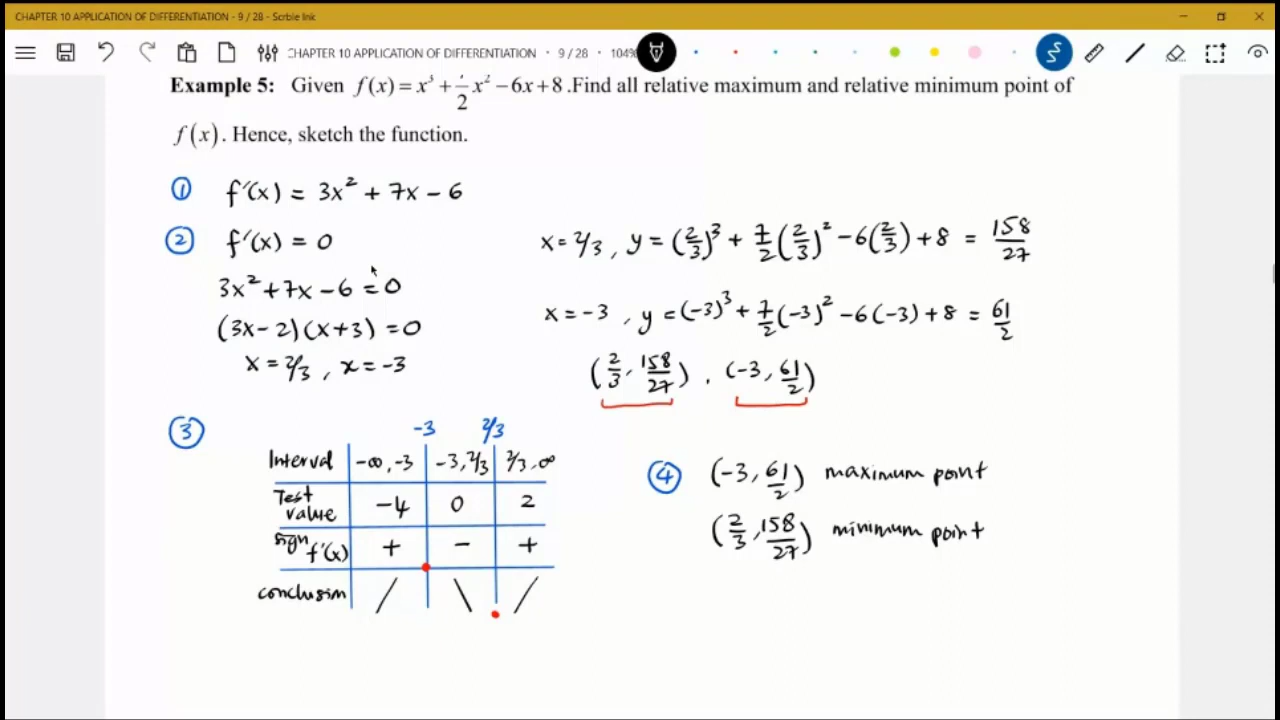 CHAPTER 10 APPLICATION OF DIFFERENTIATION - 9 / 28 - Scrble Ink
CHAPTER 10 APPLICATION OF DIFFERENTIATION • 9 / 28 • 104%
Example 5: Given f(x) = x³ + 7/2 x² − 6x + 8 .Find all relative maximum and relative minimum point of
f(x). Hence, sketch the function.
① f'(x) = 3x² + 7x − 6
② f'(x) = 0
3x² + 7x − 6 = 0
(3x − 2)(x + 3) = 0
x = 2/3 , x = −3
x = 2/3 , y = (2/3)³ + 7/2 (2/3)² − 6(2/3) + 8 = 158/27
x = −3 , y = (−3)³ + 7/2 (−3)² − 6(−3) + 8 = 61/2
(2/3, 158/27) , (−3, 61/2)
③
−3 2/3
Interval −∞, −3 −3, 2/3 2/3, ∞
Test value −4 0 2
sign f'(x) + − +
conclusion / \ /
④ (−3, 61/2) maximum point
(2/3, 158/27) minimum point